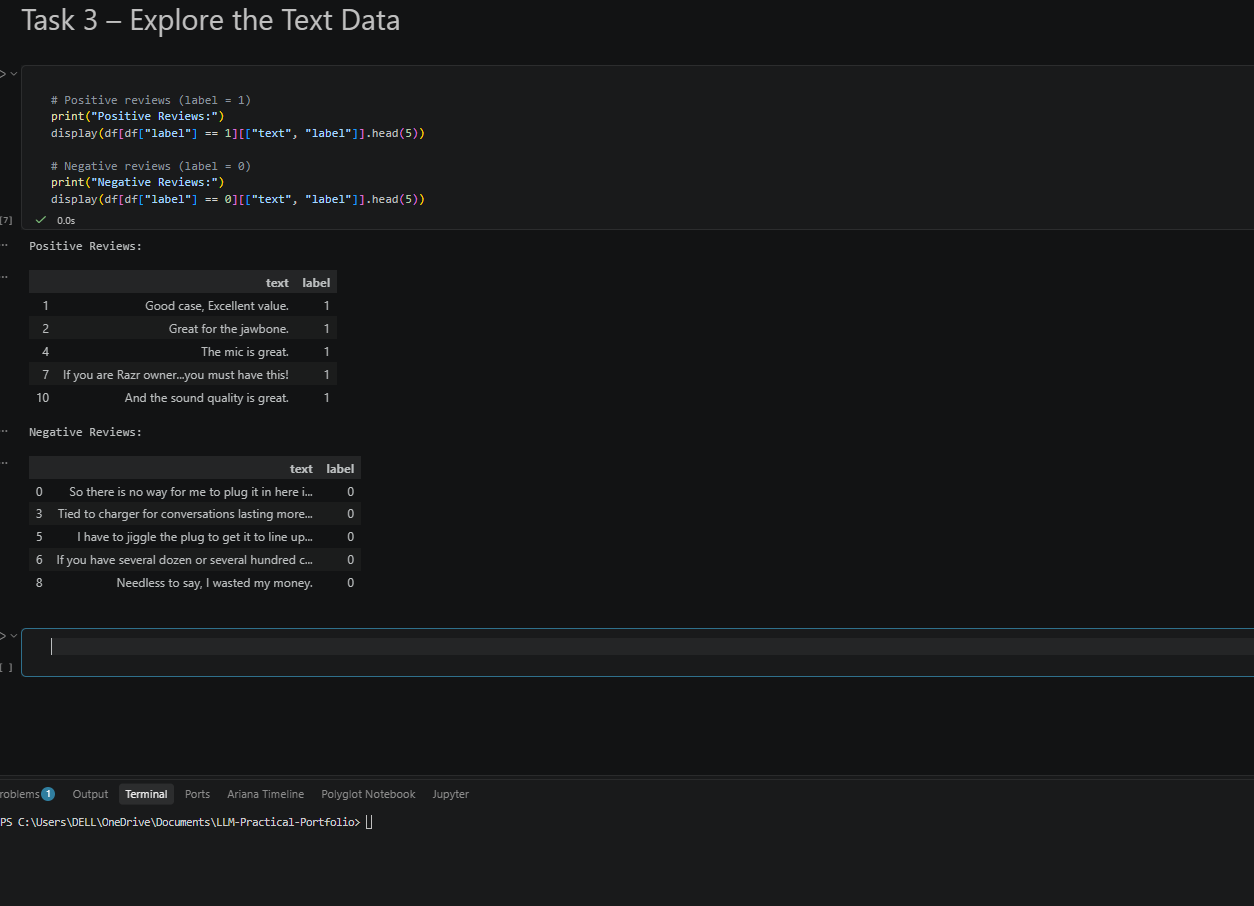 Task 3 – Explore the Text Data
# Positive reviews (label = 1)
print("Positive Reviews:")
display(df[df["label"] == 1][["text", "label"]].head(5))
# Negative reviews (label = 0)
print("Negative Reviews:")
display(df[df["label"] == 0][["text", "label"]].head(5))
[7] 0.0s
Positive Reviews:
text label
1 Good case, Excellent value. 1
2 Great for the jawbone. 1
4 The mic is great. 1
7 If you are Razr owner...you must have this! 1
10 And the sound quality is great. 1
Negative Reviews:
text label
0 So there is no way for me to plug it in here i... 0
3 Tied to charger for conversations lasting more... 0
5 I have to jiggle the plug to get it to line up... 0
6 If you have several dozen or several hundred c... 0
8 Needless to say, I wasted my money. 0
[ ]
roblems 1 Output Terminal Ports Ariana Timeline Polyglot Notebook Jupyter
PS C:\Users\DELL\OneDrive\Documents\LLM-Practical-Portfolio>